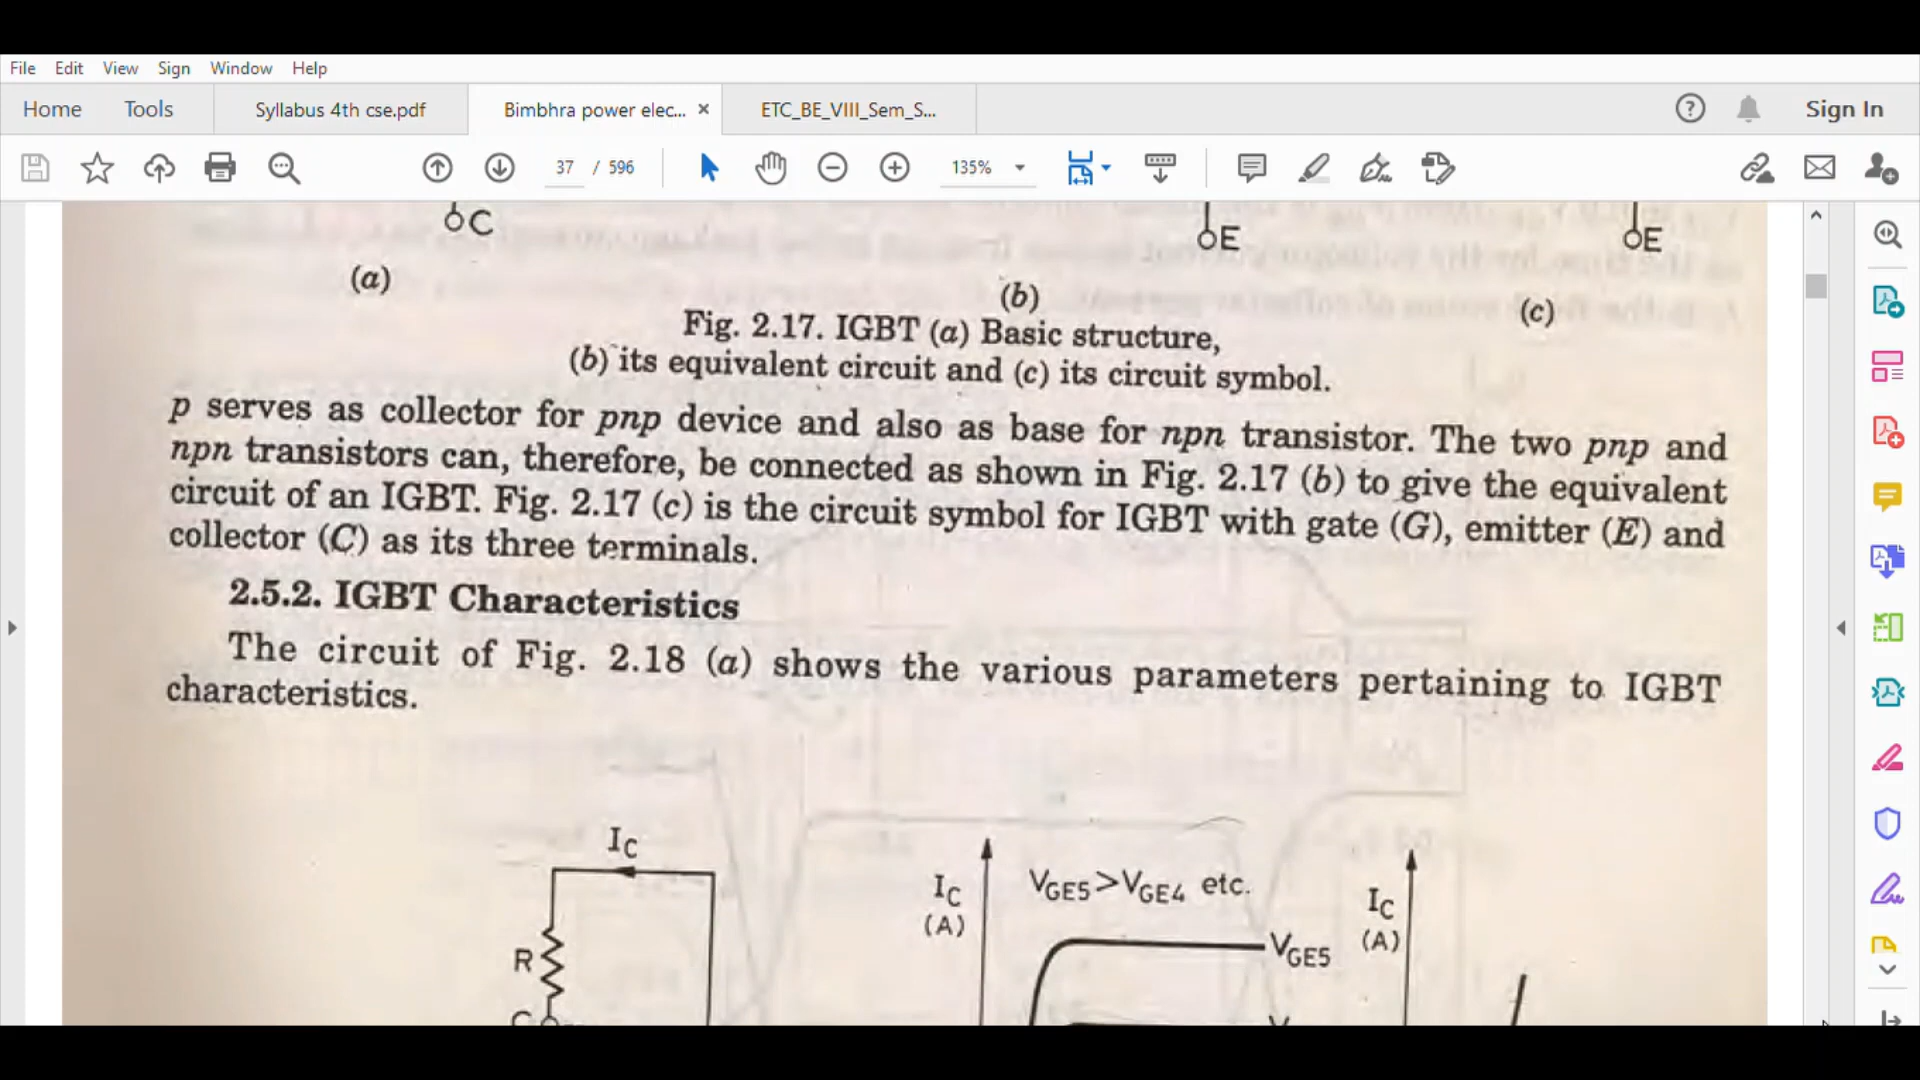 File Edit View Sign Window Help
Home Tools Syllabus 4th cse.pdf Bimbhra power elec... × ETC_BE_VIII_Sem_S... Sign In
37 / 596 135%
C E E
(a) (b) (c)
Fig. 2.17. IGBT (a) Basic structure,
(b) its equivalent circuit and (c) its circuit symbol.
p serves as collector for pnp device and also as base for npn transistor. The two pnp and
npn transistors can, therefore, be connected as shown in Fig. 2.17 (b) to give the equivalent
circuit of an IGBT. Fig. 2.17 (c) is the circuit symbol for IGBT with gate (G), emitter (E) and
collector (C) as its three terminals.
2.5.2. IGBT Characteristics
The circuit of Fig. 2.18 (a) shows the various parameters pertaining to IGBT
characteristics.
IC
R
IC
(A)
VGE5>VGE4 etc.
VGE5
IC
(A)